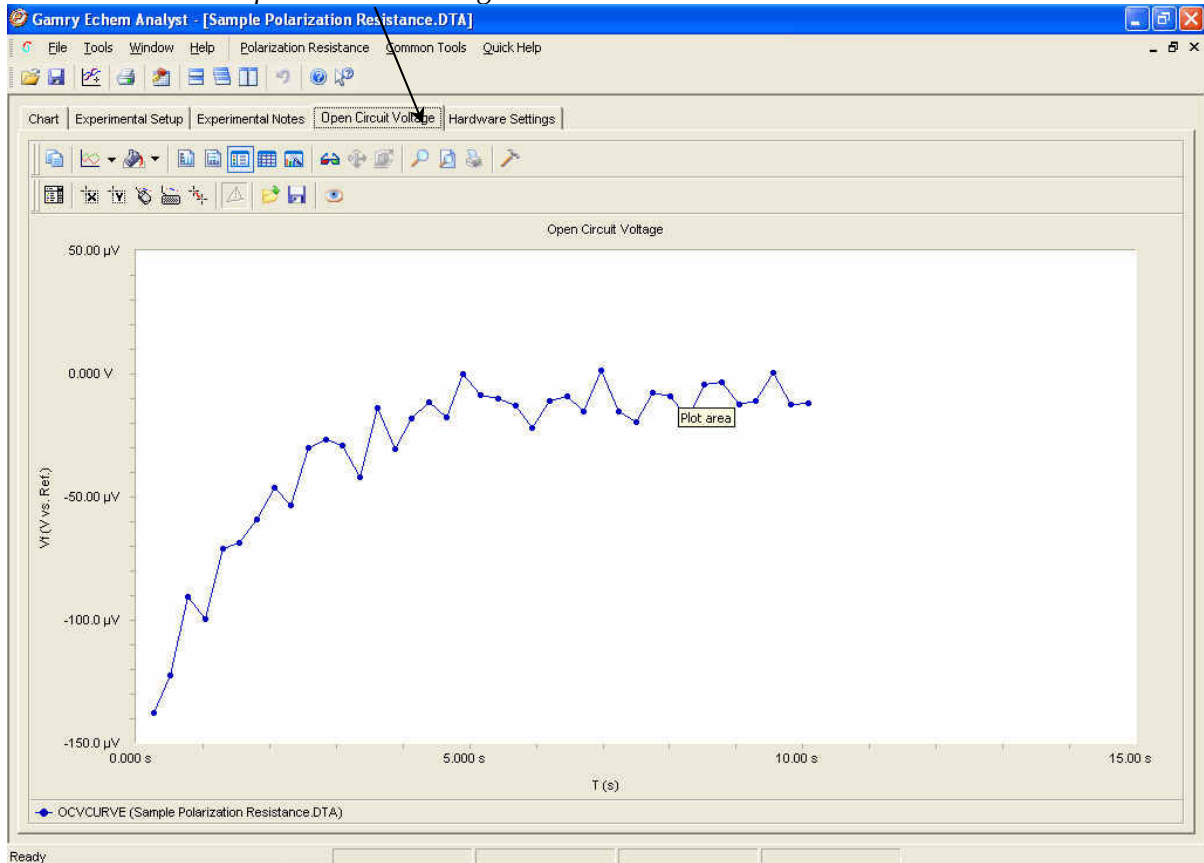 Gamry Echem Analyst - [Sample Polarization Resistance.DTA]
File Tools Window Help Polarization Resistance Common Tools Quick Help
Chart Experimental Setup Experimental Notes Open Circuit Voltage Hardware Settings
Open Circuit Voltage
50.00 µV
0.000 V
Plot area
-50.00 µV
Vf (V vs. Ref.)
-100.0 µV
-150.0 µV
0.000 s 5.000 s 10.00 s 15.00 s
T (s)
OCVCURVE (Sample Polarization Resistance.DTA)
Ready